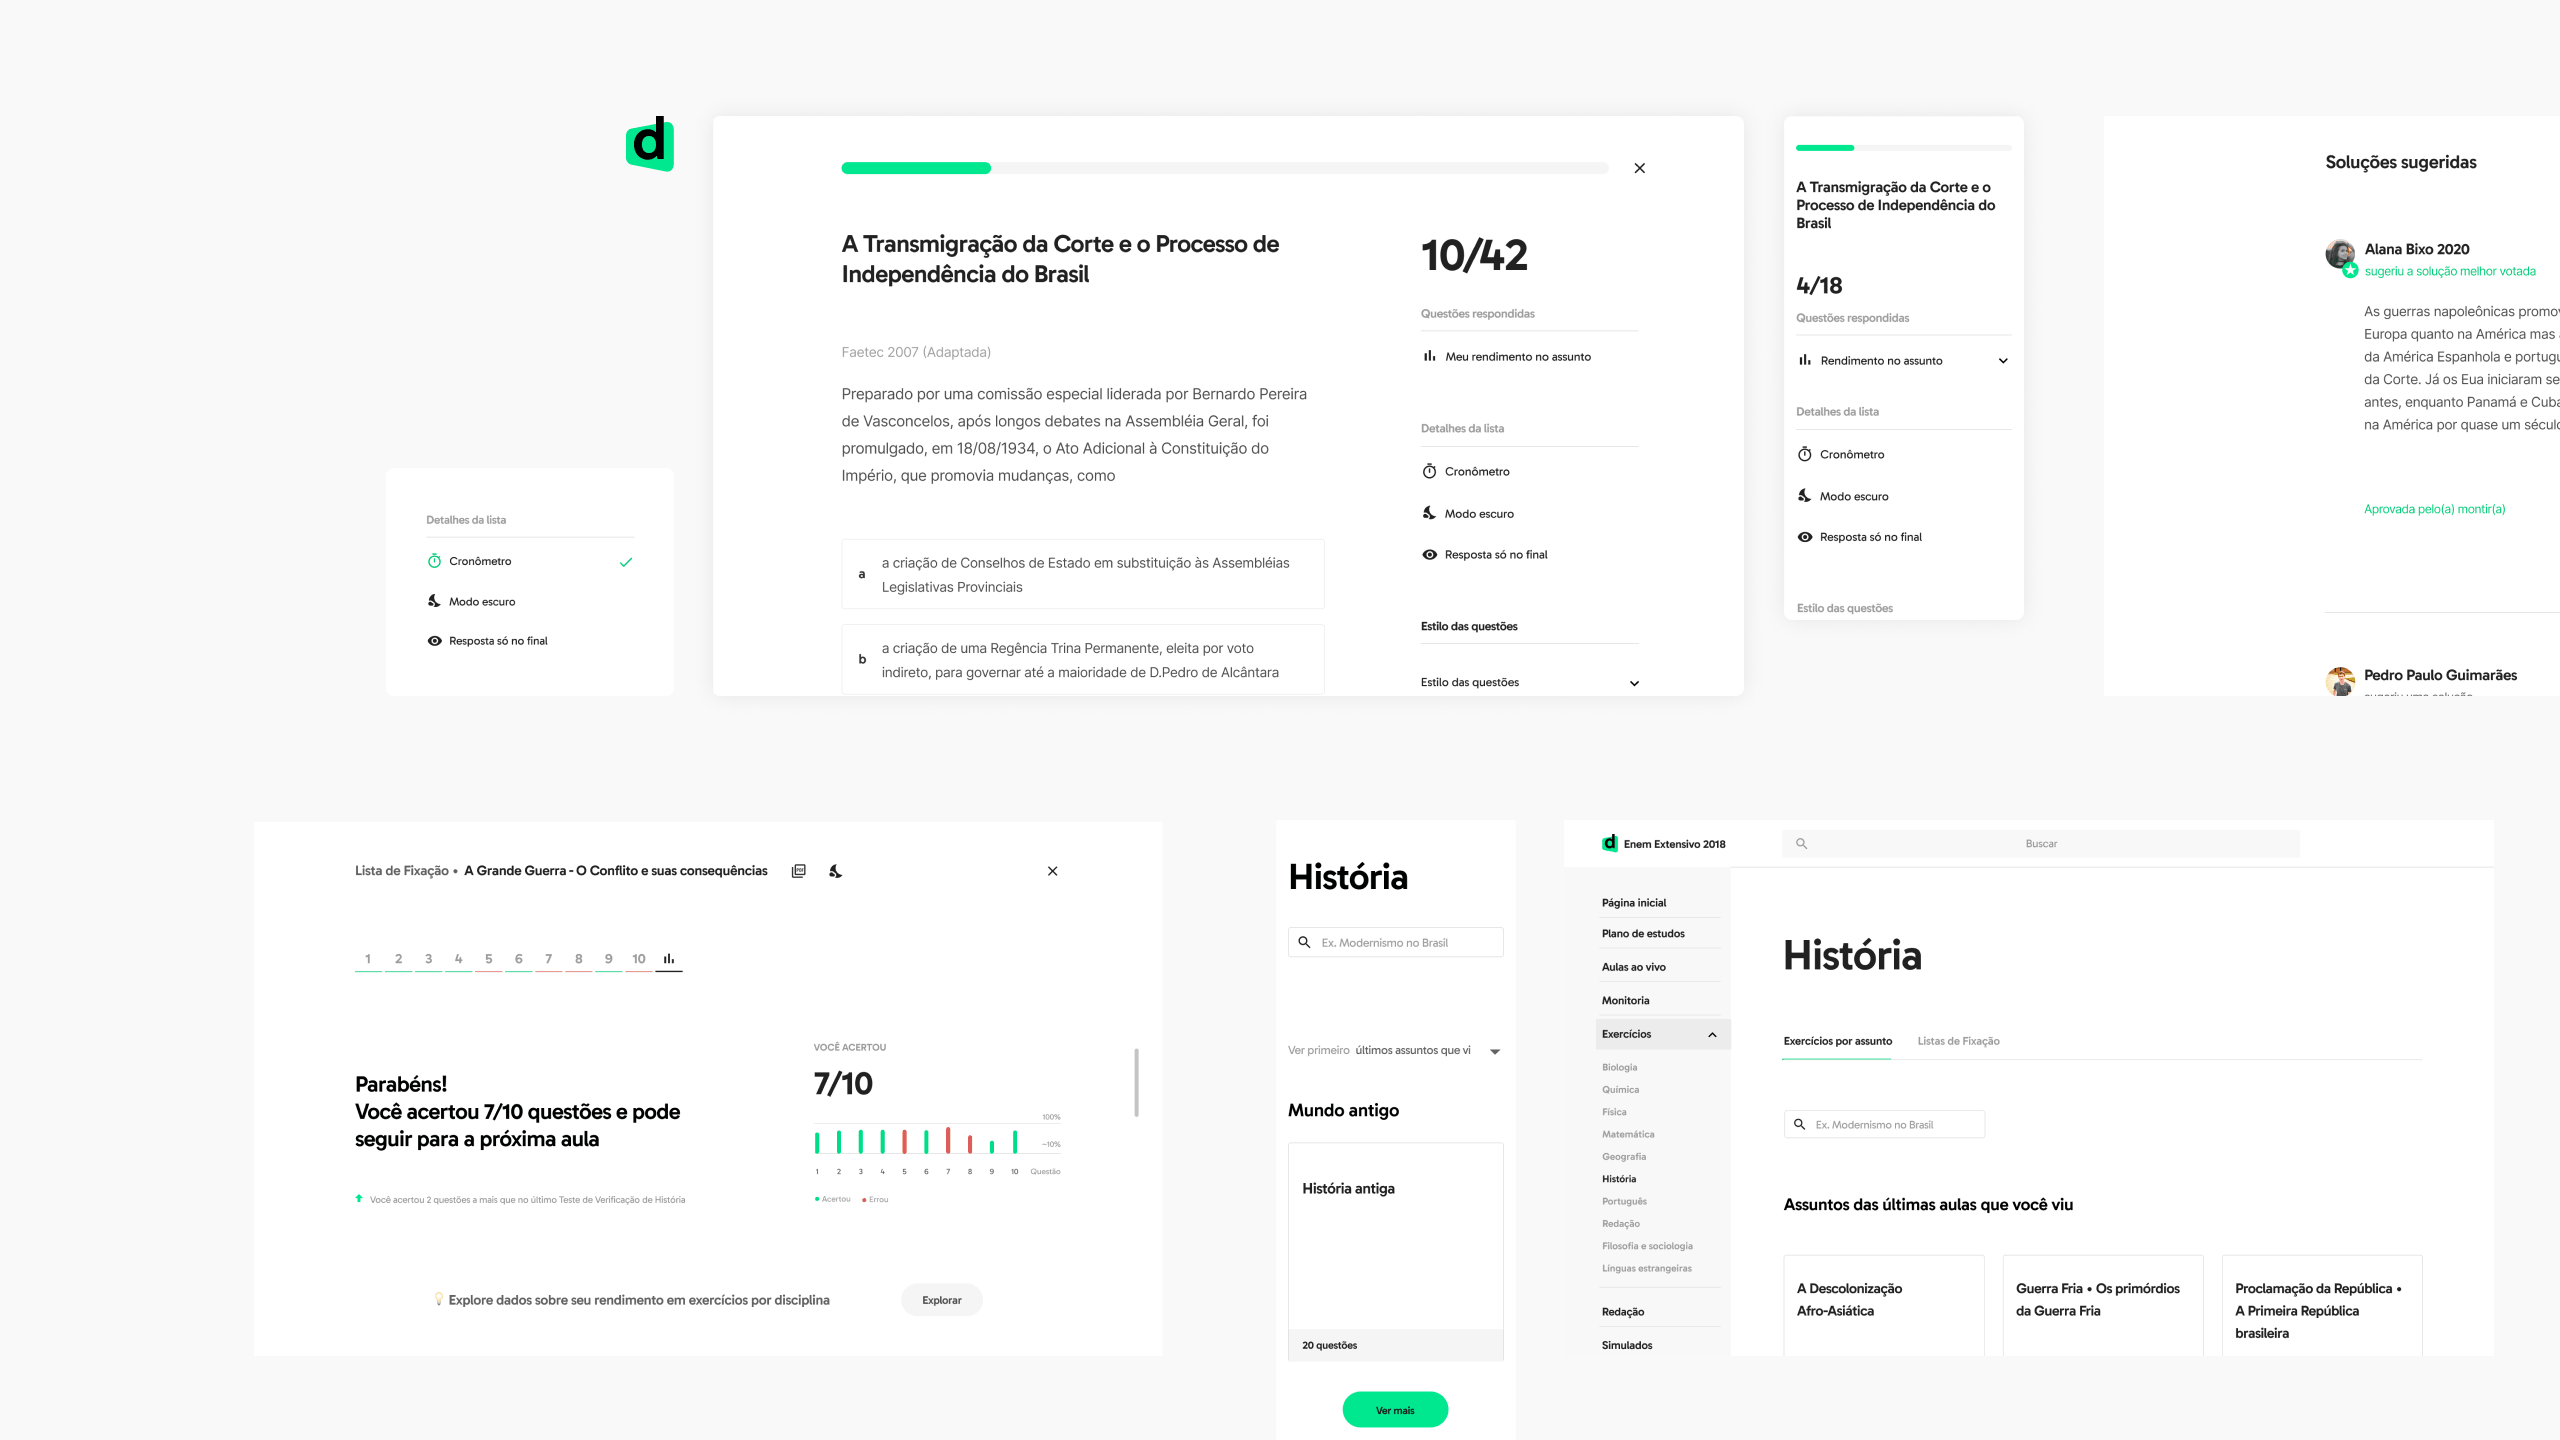 d
Detalhes da lista
Cronômetro
Modo escuro
Resposta só no final
A Transmigração da Corte e o Processo de
Independência do Brasil
Faetec 2007 (Adaptada)
Preparado por uma comissão especial liderada por Bernardo Pereira
de Vasconcelos, após longos debates na Assembléia Geral, foi
promulgado, em 18/08/1934, o Ato Adicional à Constituição do
Império, que promovia mudanças, como
a
a criação de Conselhos de Estado em substituição às Assembléias
Legislativas Provinciais
b
a criação de uma Regência Trina Permanente, eleita por voto
indireto, para governar até a maioridade de D.Pedro de Alcântara
10/42
Questões respondidas
Meu rendimento no assunto
Detalhes da lista
Cronômetro
Modo escuro
Resposta só no final
Estilo das questões
Estilo das questões
A Transmigração da Corte e o
Processo de Independência do
Brasil
4/18
Questões respondidas
Rendimento no assunto
Detalhes da lista
Cronômetro
Modo escuro
Resposta só no final
Estilo das questões
Soluções sugeridas
Alana Bixo 2020
sugeriu a solução melhor votada
As guerras napoleônicas promov
Europa quanto na América mas
da América Espanhola e portugu
da Corte. Já os Eua iniciaram se
antes, enquanto Panamá e Cuba
na América por quase um século
Aprovada pelo(a) montir(a)
Pedro Paulo Guimarães
sugeriu uma solução
Lista de Fixação • A Grande Guerra - O Conflito e suas consequências
1 2 3 4 5 6 7 8 9 10
Parabéns!
Você acertou 7/10 questões e pode
seguir para a próxima aula
Você acertou 2 questões a mais que no último Teste de Verificação de História
VOCÊ ACERTOU
7/10
100%
~10%
1 2 3 4 5 6 7 8 9 10 Questão
Acertou Errou
Explore dados sobre seu rendimento em exercícios por disciplina
Explorar
História
Ex. Modernismo no Brasil
Ver primeiro últimos assuntos que vi
Mundo antigo
História antiga
20 questões
Ver mais
d Enem Extensivo 2018
Buscar
Página inicial
Plano de estudos
Aulas ao vivo
Monitoria
Exercícios
Biologia
Química
Física
Matemática
Geografia
História
Português
Redação
Filosofia e sociologia
Línguas estrangeiras
Redação
Simulados
História
Exercícios por assunto Listas de Fixação
Ex. Modernismo no Brasil
Assuntos das últimas aulas que você viu
A Descolonização
Afro-Asiática
Guerra Fria • Os primórdios
da Guerra Fria
Proclamação da República •
A Primeira República
brasileira